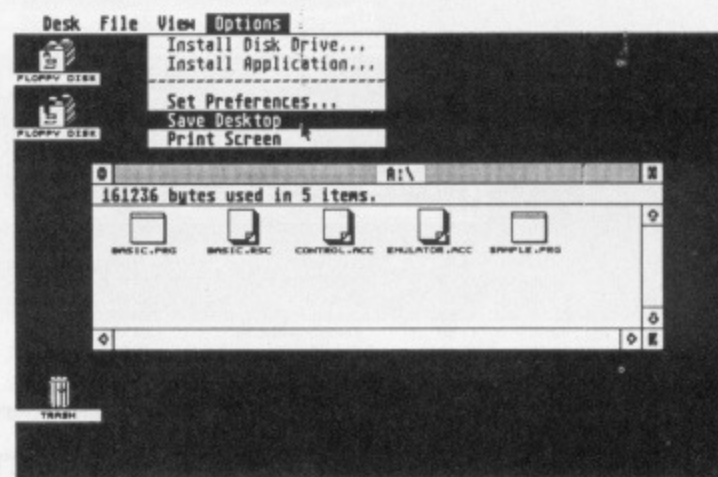 Desk File View Options
Install Disk Drive...
Install Application...
Set Preferences...
Save Desktop
Print Screen
FLOPPY DISK
FLOPPY DISK
A:\
161236 bytes used in 5 items.
BASIC.PRG BASIC.RSC CONTROL.ACC EMULATOR.ACC SAMPLE.PRG
TRASH